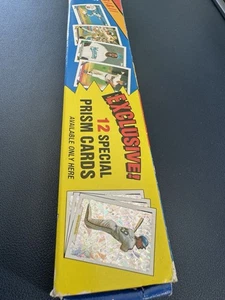 EXCLUSIVE!
12 SPECIAL
PRISM CARDS
AVAILABLE ONLY HERE